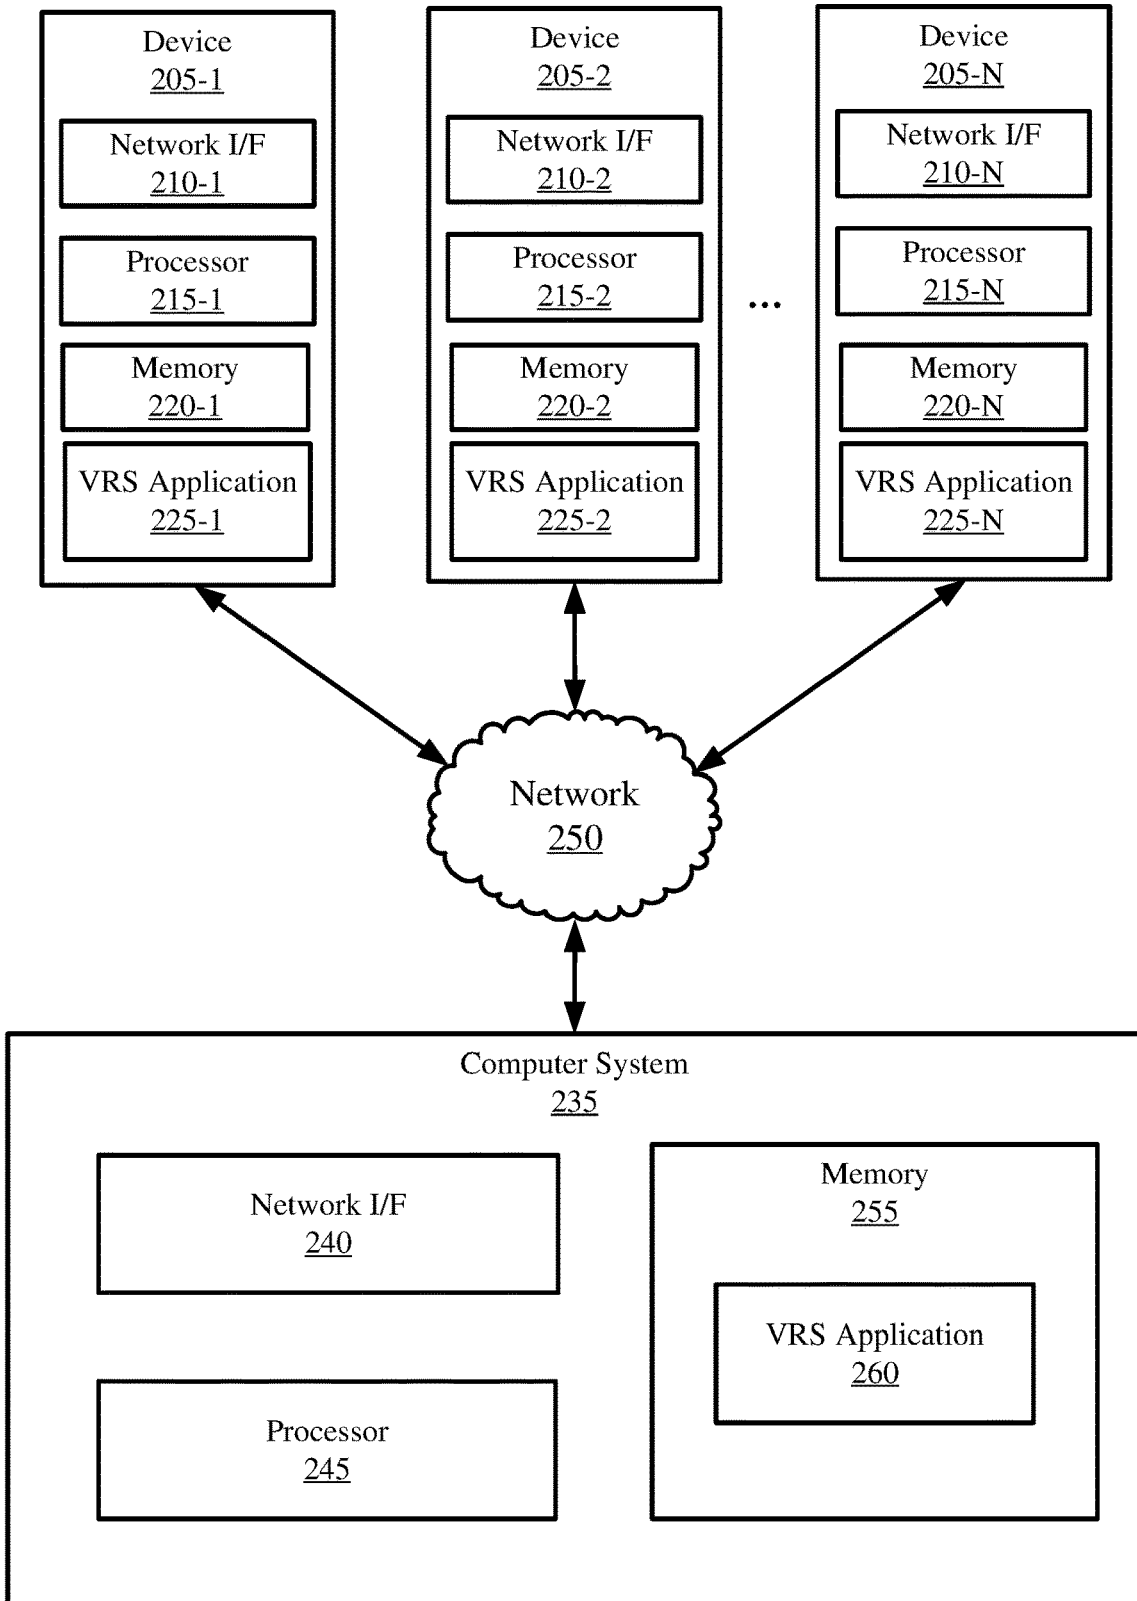 Device
205-1
Network I/F
210-1
Processor
215-1
Memory
220-1
VRS Application
225-1
Device
205-2
Network I/F
210-2
Processor
215-2
Memory
220-2
VRS Application
225-2
...
Device
205-N
Network I/F
210-N
Processor
215-N
Memory
220-N
VRS Application
225-N
Network
250
Computer System
235
Network I/F
240
Processor
245
Memory
255
VRS Application
260